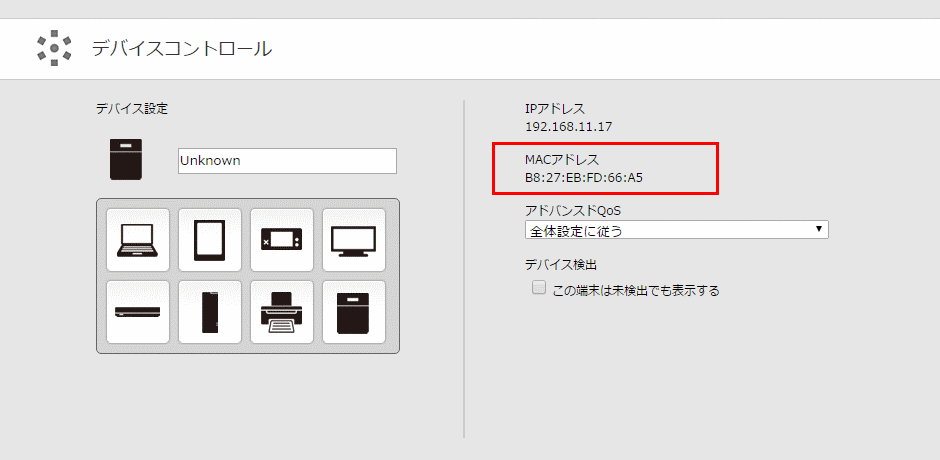 デバイスコントロール
デバイス設定
Unknown
IPアドレス
192.168.11.17
MACアドレス
B8:27:EB:FD:66:A5
アドバンスドQoS
全体設定に従う
デバイス検出
この端末は未検出でも表示する